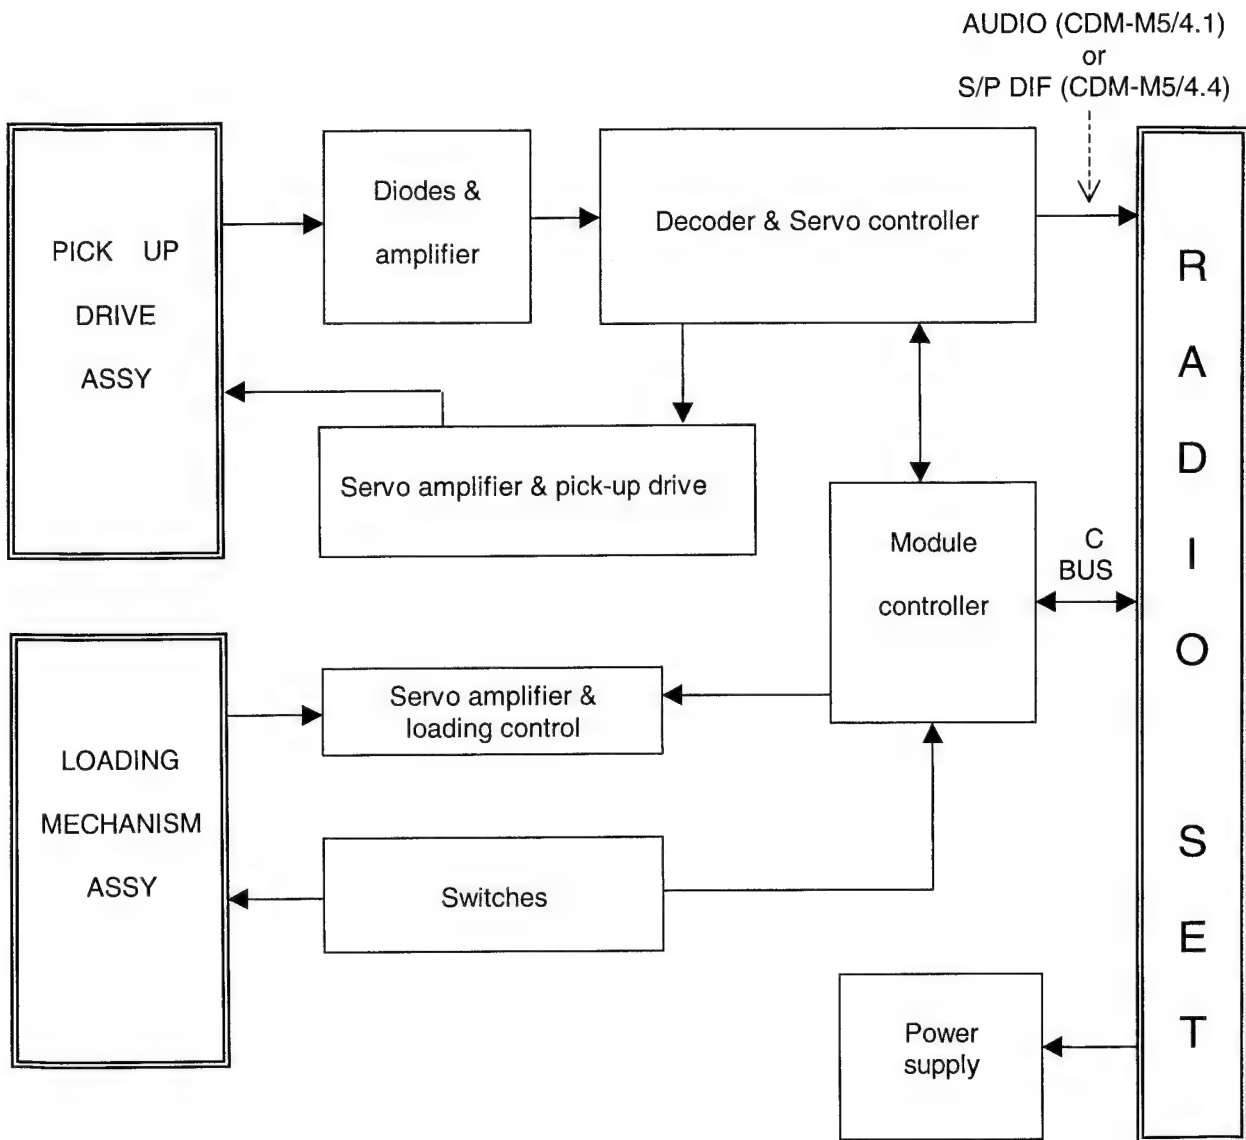 AUDIO (CDM-M5/4.1)
or
S/P DIF (CDM-M5/4.4)
PICK UP
DRIVE
ASSY
Diodes &
amplifier
Decoder & Servo controller
Servo amplifier & pick-up drive
Module
controller
C
BUS
RADIO SET
LOADING
MECHANISM
ASSY
Servo amplifier &
loading control
Switches
Power
supply